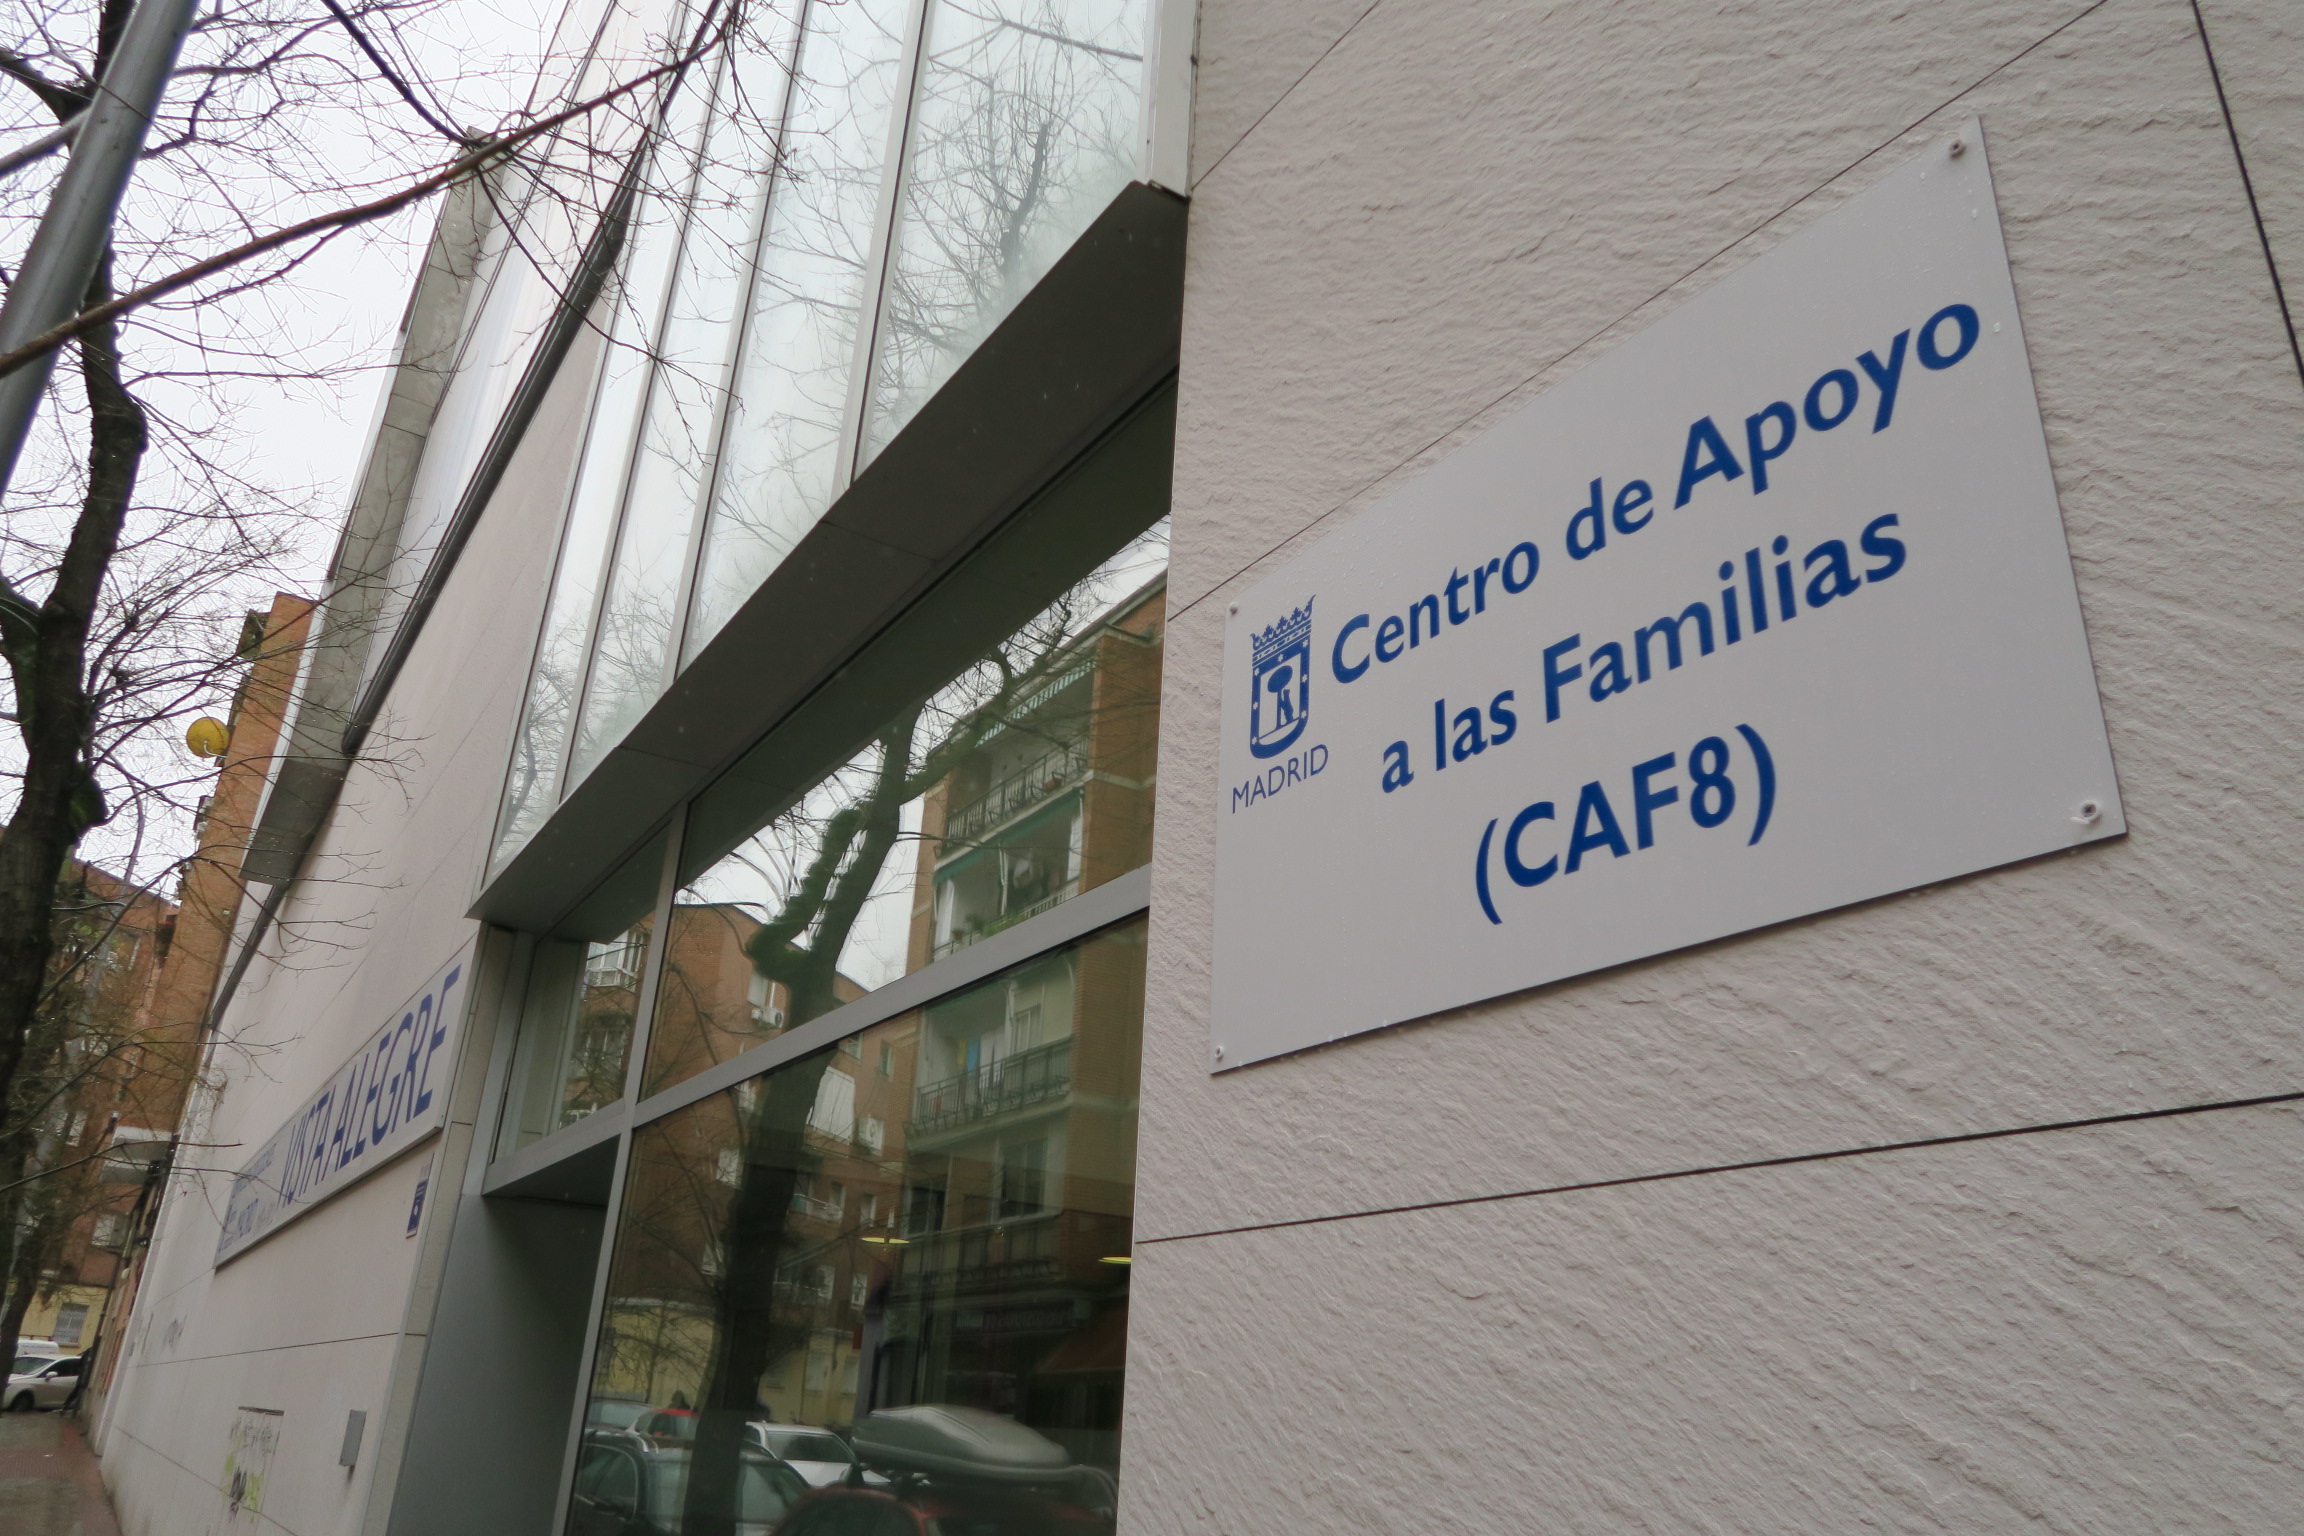 Centro de Apoyo
a las Familias
(CAF8)
MADRID
VISTA ALEGRE